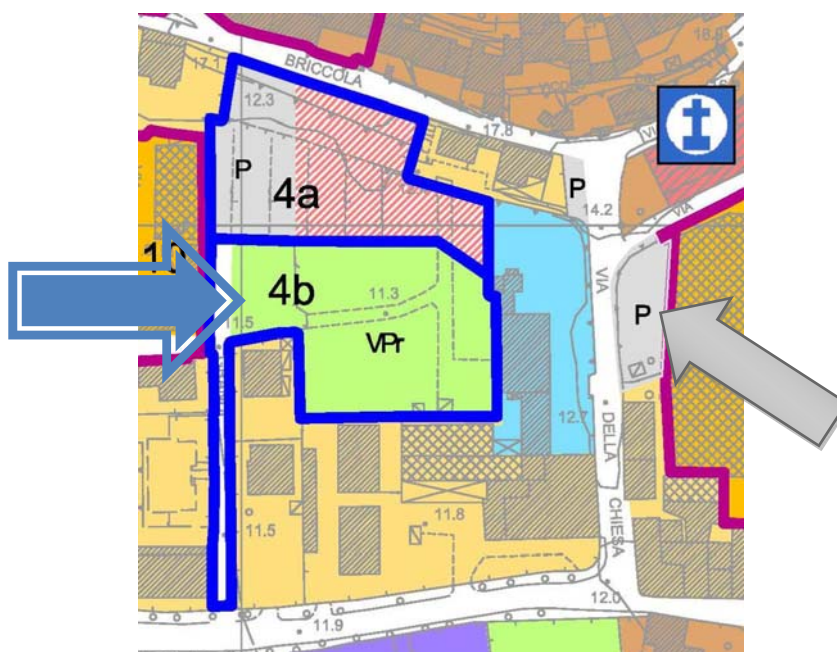 BRICCOLA
17.1
12.3
17.8
P
4a
P
14.2
VIA
4b
11.3
VPr
11.5
VIA
P
12.7
DELLA
CHIESA
11.5
11.8
12.0
11.9